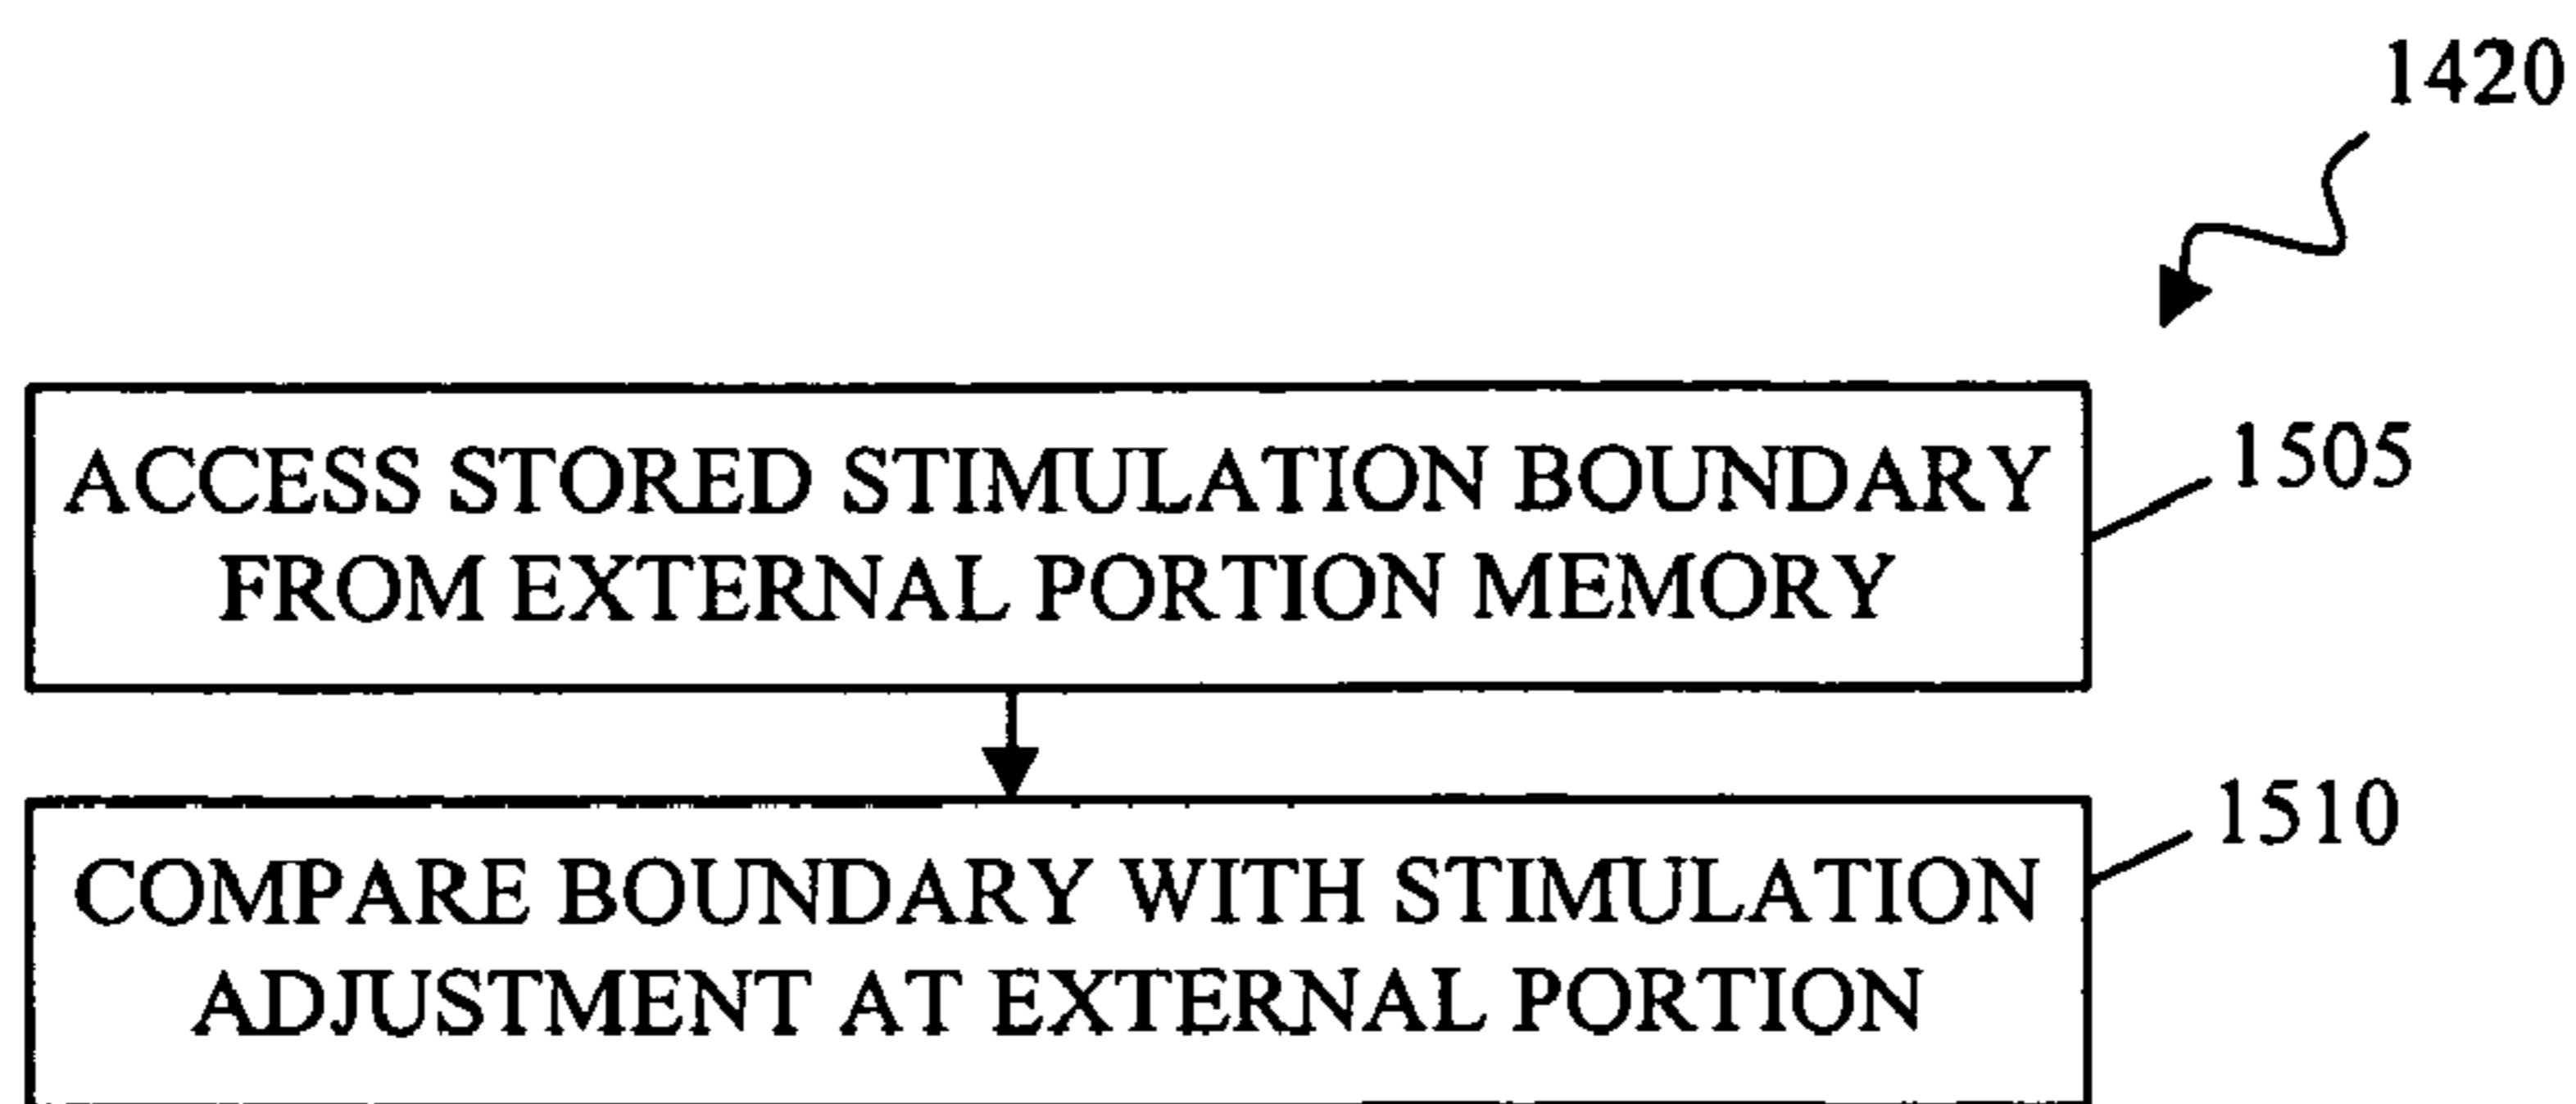 1420
ACCESS STORED STIMULATION BOUNDARY
FROM EXTERNAL PORTION MEMORY
1505
COMPARE BOUNDARY WITH STIMULATION
ADJUSTMENT AT EXTERNAL PORTION
1510